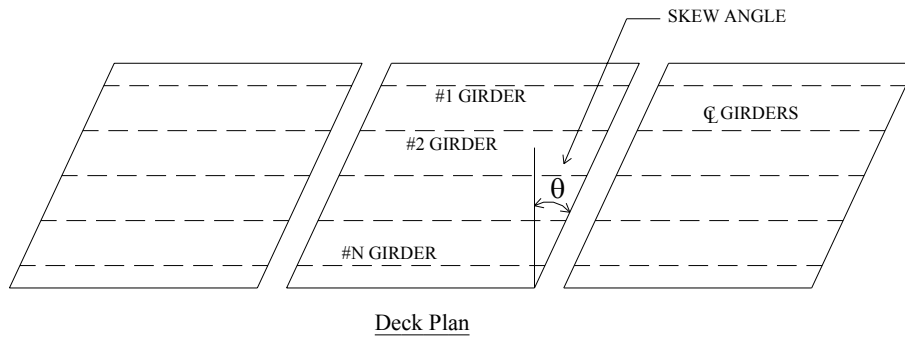 SKEW ANGLE
#1 GIRDER
℄ GIRDERS
#2 GIRDER
θ
#N GIRDER
Deck Plan